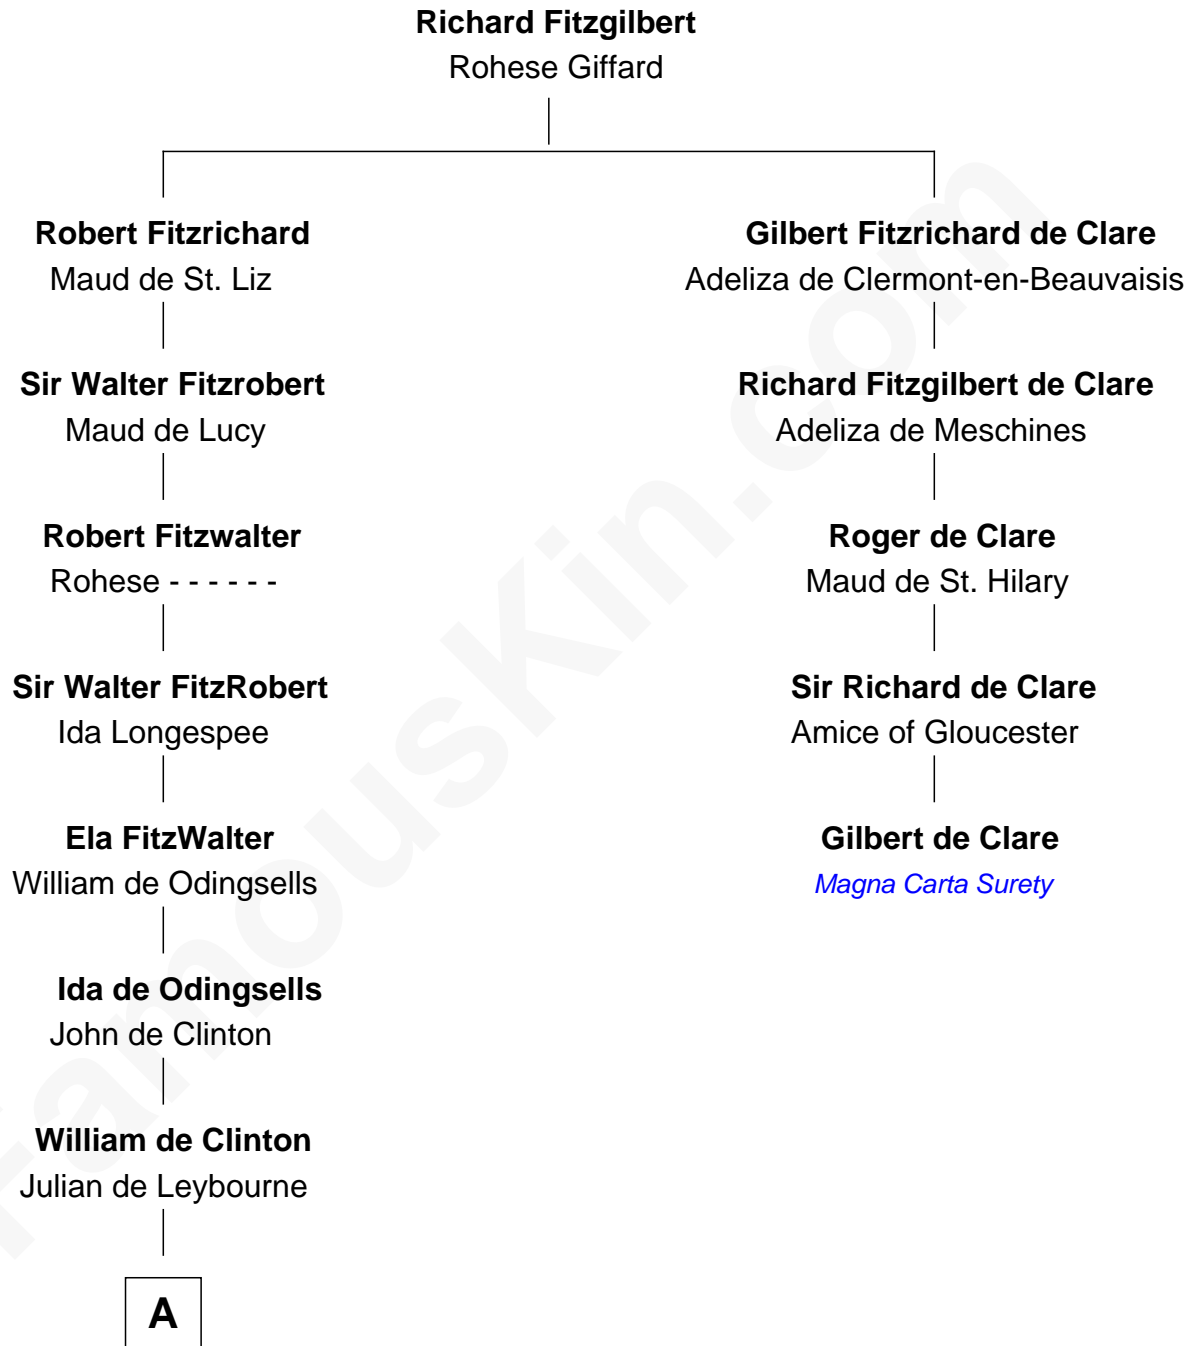 Richard Fitzgilbert
Rohese Giffard
Robert Fitzrichard
Maud de St. Liz
Gilbert Fitzrichard de Clare
Adeliza de Clermont-en-Beauvaisis
Sir Walter Fitzrobert
Maud de Lucy
Richard Fitzgilbert de Clare
Adeliza de Meschines
Robert Fitzwalter
Rohese - - - - - -
Roger de Clare
Maud de St. Hilary
Sir Walter FitzRobert
Ida Longespee
Sir Richard de Clare
Amice of Gloucester
Ela FitzWalter
William de Odingsells
Gilbert de Clare
Magna Carta Surety
Ida de Odingsells
John de Clinton
William de Clinton
Julian de Leybourne
A
FamousKin.com